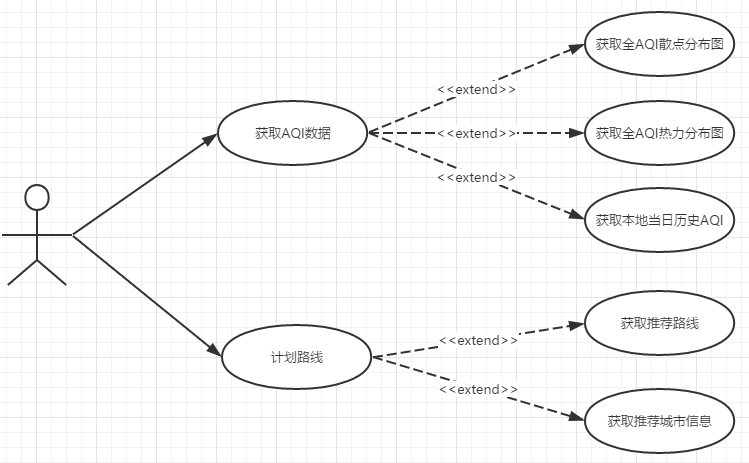 获取全AQI散点分布图
<<extend>>
获取AQI数据
<<extend>>
获取全AQI热力分布图
<<extend>>
获取本地当日历史AQI
获取推荐路线
<<extend>>
计划路线
<<extend>>
获取推荐城市信息